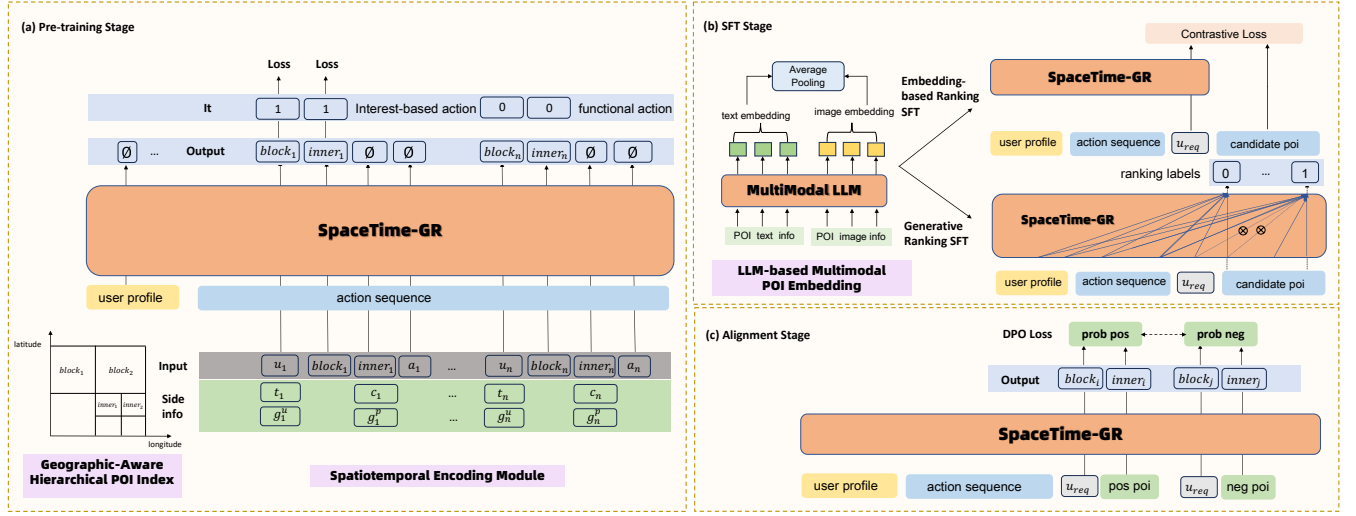 (a) Pre-training Stage
Loss Loss
It 1 1 Interest-based action 0 0 functional action
∅ ... Output block₁ inner₁ ∅ ∅ blockₙ innerₙ ∅ ∅
SpaceTime-GR
user profile action sequence
latitude
block₁ block₂
inner₁ inner₂
longitude
Input u₁ block₁ inner₁ a₁ ... uₙ blockₙ innerₙ aₙ
Side info t₁ c₁ ... tₙ cₙ
g₁ᵘ g₁ᵖ ... gₙᵘ gₙᵖ
Geographic-Aware
Hierarchical POI Index
Spatiotemporal Encoding Module
(b) SFT Stage
Average
Pooling
text embedding image embedding
MultiModal LLM
POI text info POI image info
LLM-based Multimodal
POI Embedding
Embedding-
based Ranking
SFT
Generative
Ranking SFT
Contrastive Loss
SpaceTime-GR
user profile action sequence u_req candidate poi
ranking labels 0 ... 1
SpaceTime-GR
⊗ ⊗
user profile action sequence u_req candidate poi
(c) Alignment Stage
DPO Loss prob pos prob neg
Output blockᵢ innerᵢ blockⱼ innerⱼ
SpaceTime-GR
user profile action sequence u_req pos poi u_req neg poi